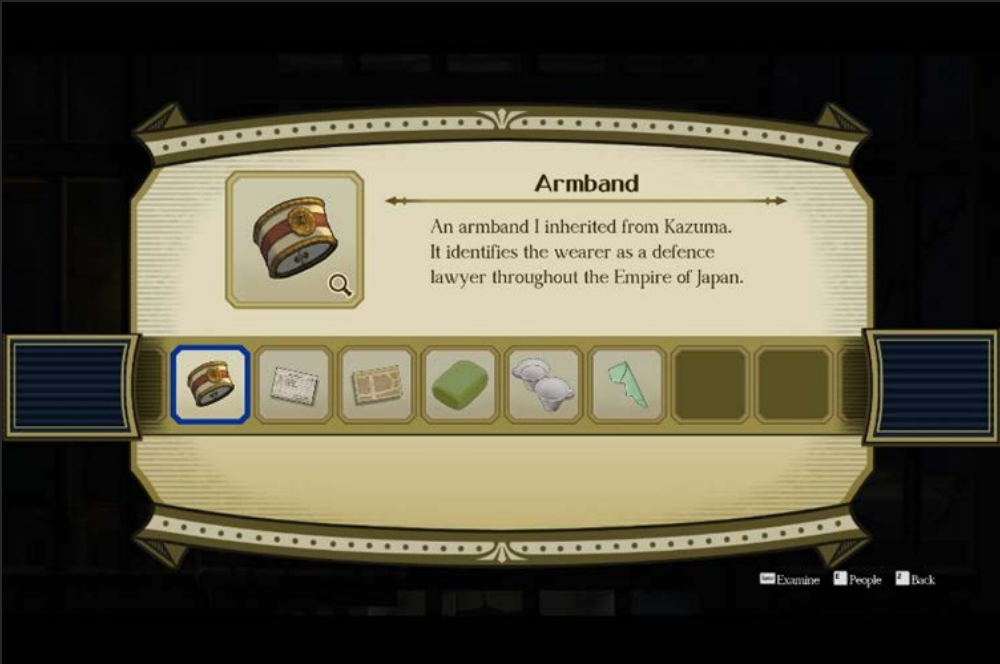 Armband
An armband I inherited from Kazuma.
It identifies the wearer as a defence
lawyer throughout the Empire of Japan.
Examine People Back